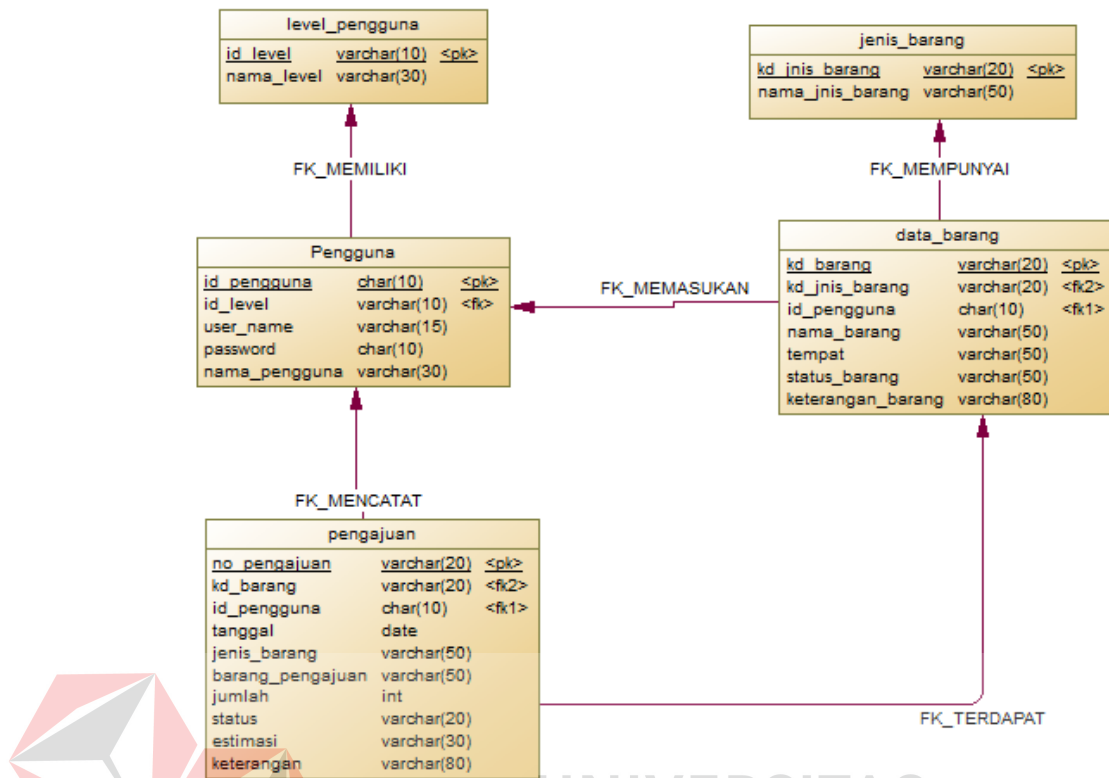 level_pengguna
id_level varchar(10) <pk>
nama_level varchar(30)
jenis_barang
kd_jnis_barang varchar(20) <pk>
nama_jnis_barang varchar(50)
FK_MEMILIKI
FK_MEMPUNYAI
Pengguna
id_pengguna char(10) <pk>
id_level varchar(10) <fk>
user_name varchar(15)
password char(10)
nama_pengguna varchar(30)
FK_MEMASUKAN
data_barang
kd_barang varchar(20) <pk>
kd_jnis_barang varchar(20) <fk2>
id_pengguna char(10) <fk1>
nama_barang varchar(50)
tempat varchar(50)
status_barang varchar(50)
keterangan_barang varchar(80)
FK_MENCATAT
pengajuan
no_pengajuan varchar(20) <pk>
kd_barang varchar(20) <fk2>
id_pengguna char(10) <fk1>
tanggal date
jenis_barang varchar(50)
barang_pengajuan varchar(50)
jumlah int
status varchar(20)
estimasi varchar(30)
keterangan varchar(80)
FK_TERDAPAT
UNIVERSITAS